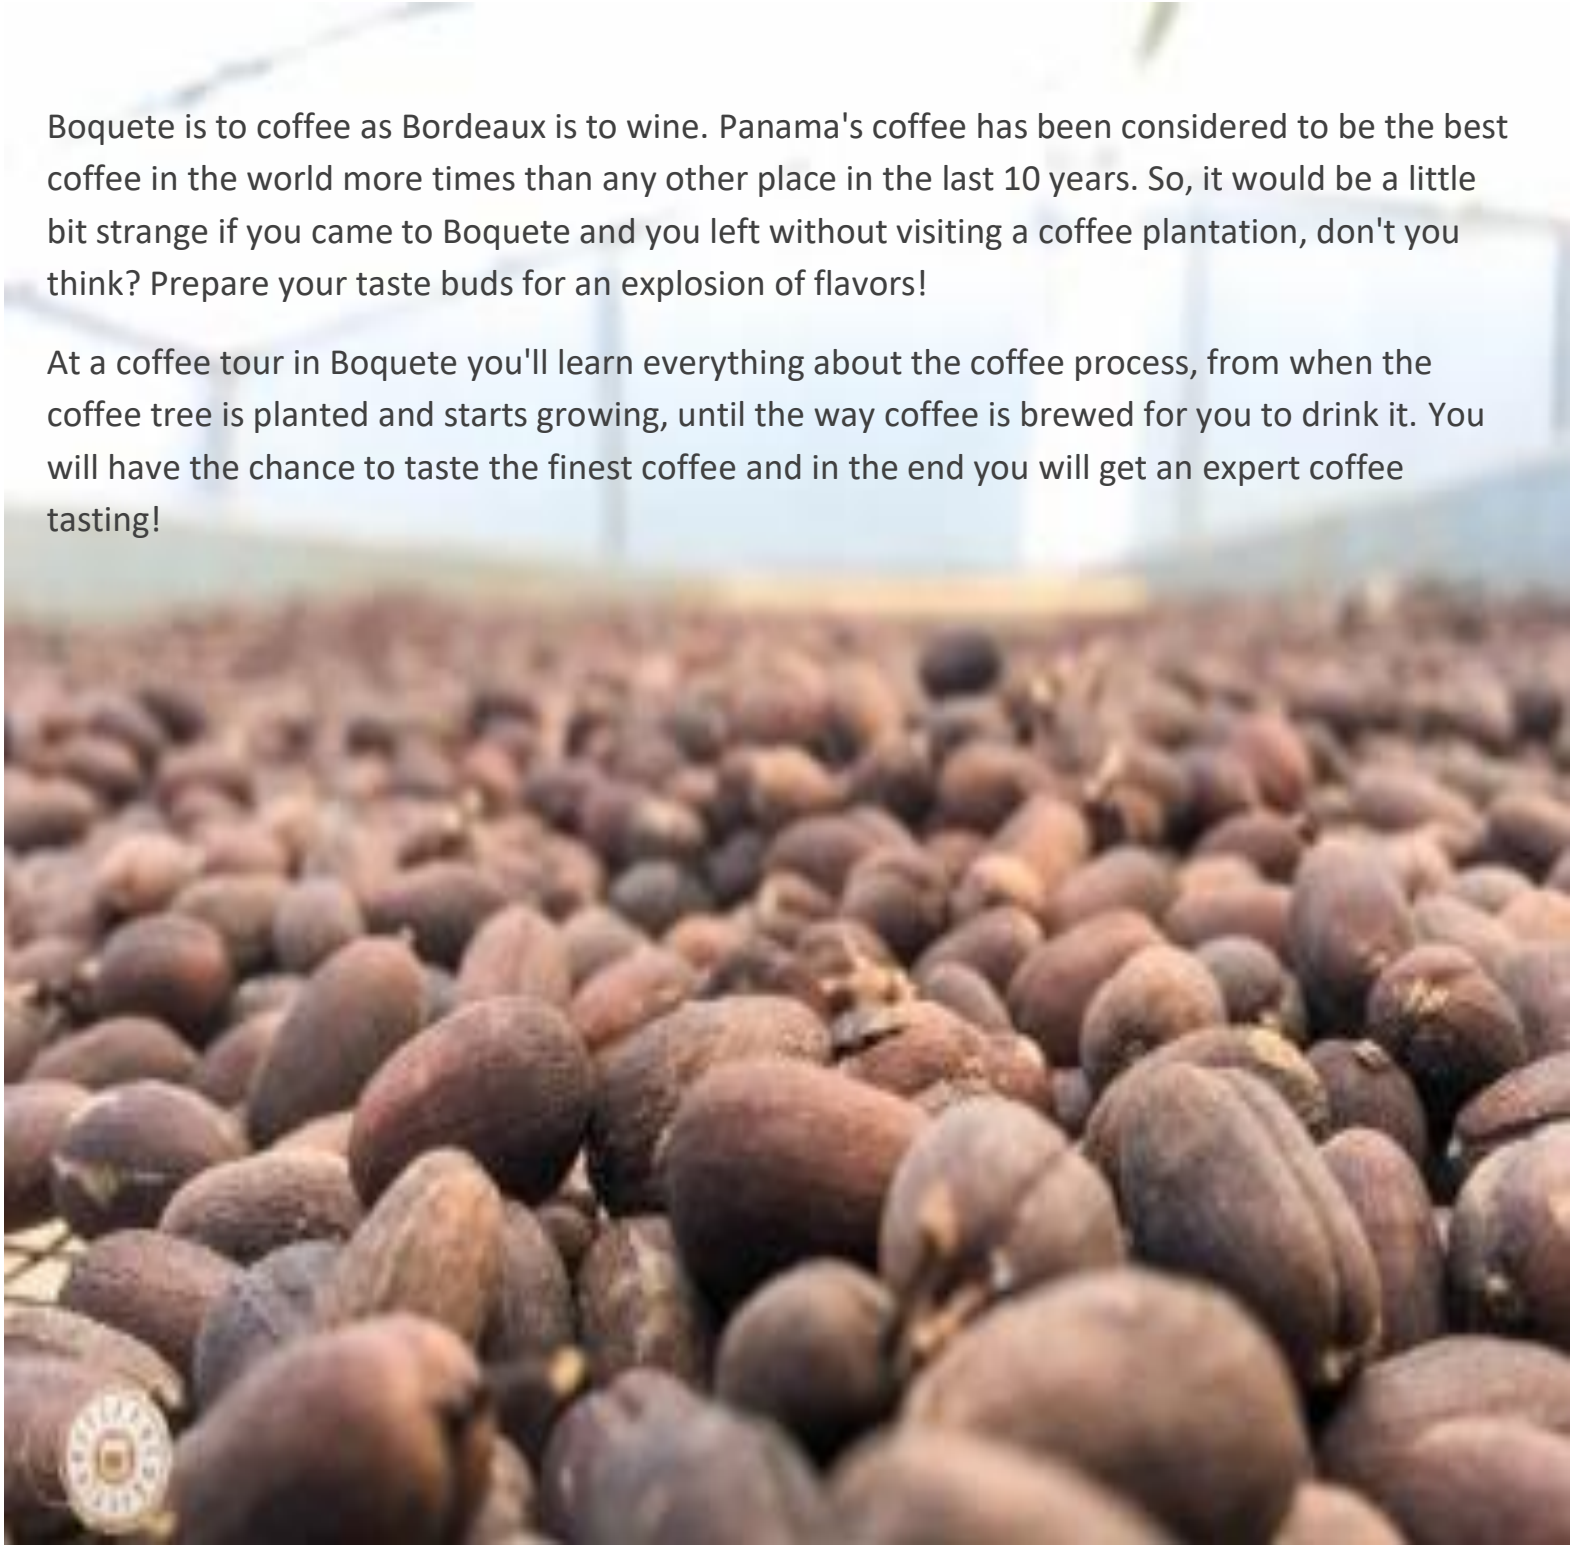 Boquete is to coffee as Bordeaux is to wine. Panama's coffee has been considered to be the best
coffee in the world more times than any other place in the last 10 years. So, it would be a little
bit strange if you came to Boquete and you left without visiting a coffee plantation, don't you
think? Prepare your taste buds for an explosion of flavors!
At a coffee tour in Boquete you'll learn everything about the coffee process, from when the
coffee tree is planted and starts growing, until the way coffee is brewed for you to drink it. You
will have the chance to taste the finest coffee and in the end you will get an expert coffee
tasting!